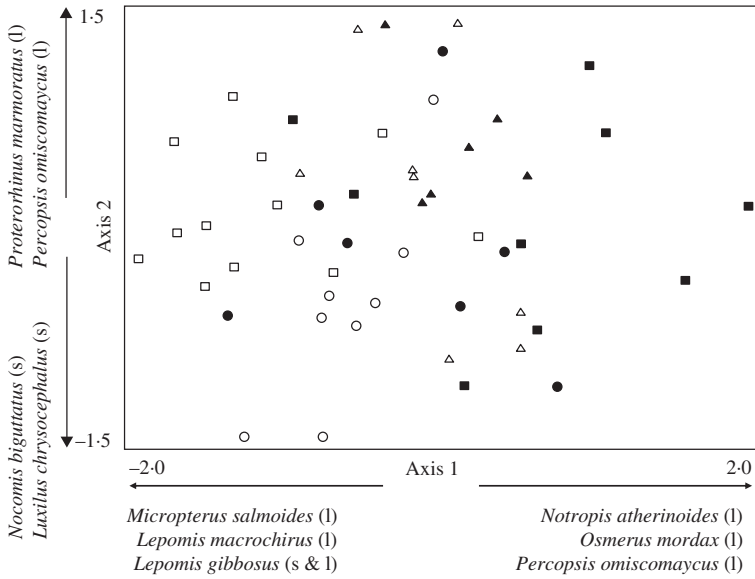 1·5
Proterorhinus marmoratus (l)
Percopsis omiscomaycus (l)
Axis 2
Nocomis biguttatus (s)
Luxilus chrysocephalus (s)
–1·5
–2·0
Axis 1
2·0
Micropterus salmoides (l)
Lepomis macrochirus (l)
Lepomis gibbosus (s & l)
Notropis atherinoides (l)
Osmerus mordax (l)
Percopsis omiscomaycus (l)